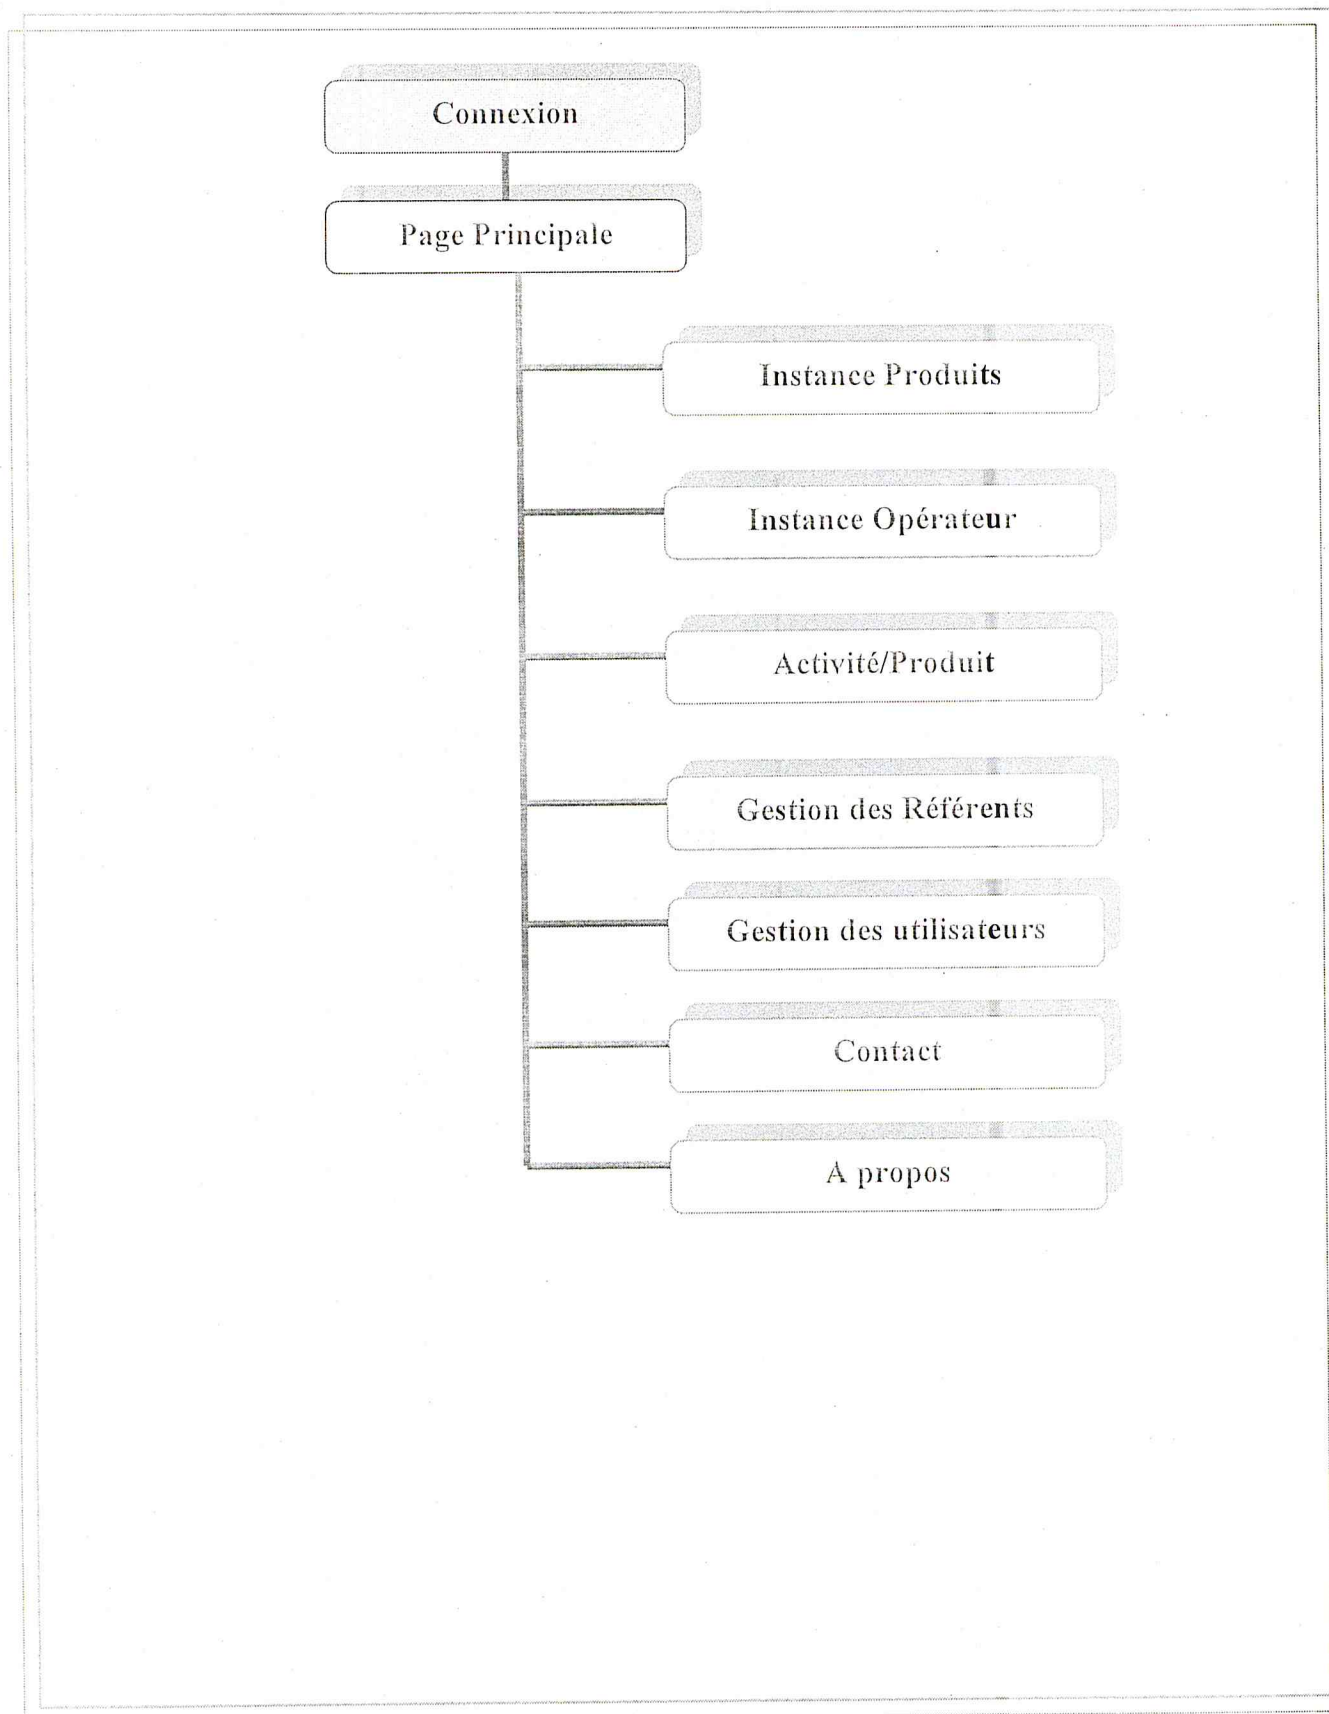 Connexion
Page Principale
Instance Produits
Instance Opérateur
Activité/Produit
Gestion des Référents
Gestion des utilisateurs
Contact
A propos